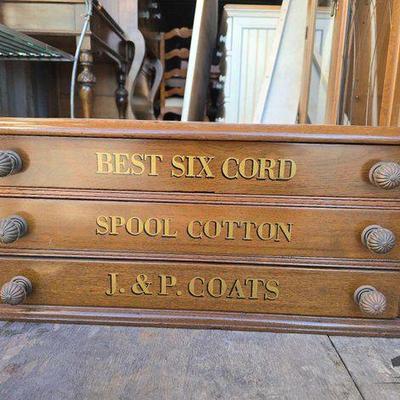 BEST SIX CORD
SPOOL COTTON
J. & P. COATS